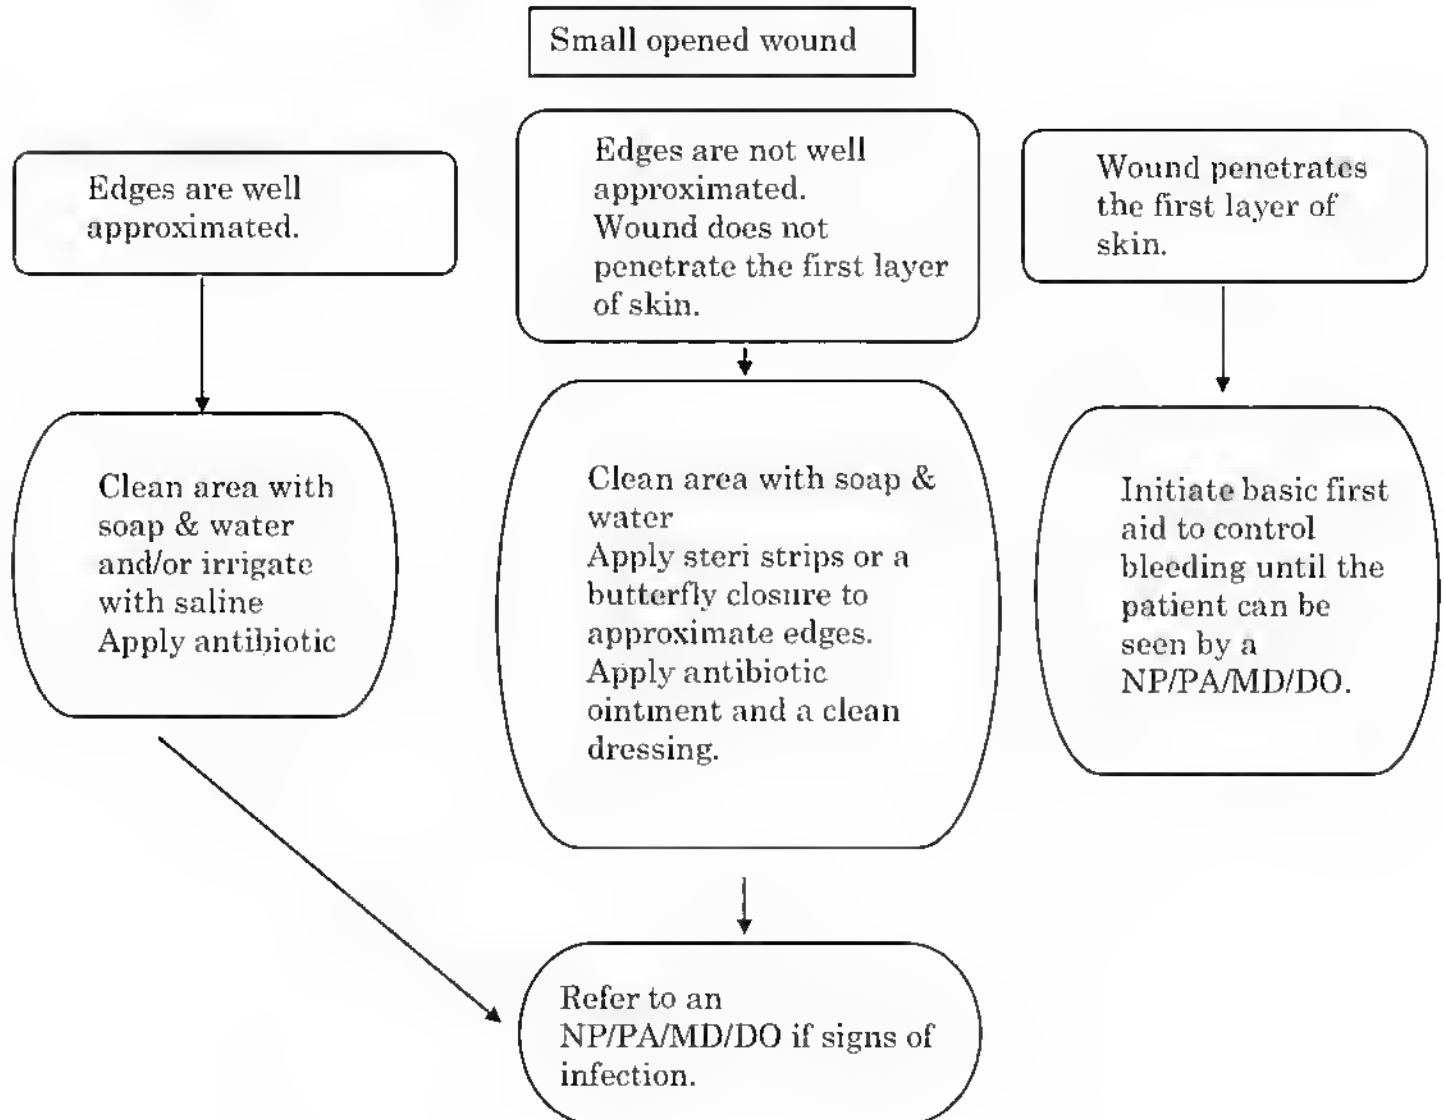 Small opened wound
Edges are well
approximated.
Edges are not well
approximated.
Wound does not
penetrate the first layer
of skin.
Wound penetrates
the first layer of
skin.
Clean area with
soap & water
and/or irrigate
with saline
Apply antibiotic
Clean area with soap &
water
Apply steri strips or a
butterfly closure to
approximate edges.
Apply antibiotic
ointment and a clean
dressing.
Initiate basic first
aid to control
bleeding until the
patient can be
seen by a
NP/PA/MD/DO.
Refer to an
NP/PA/MD/DO if signs of
infection.